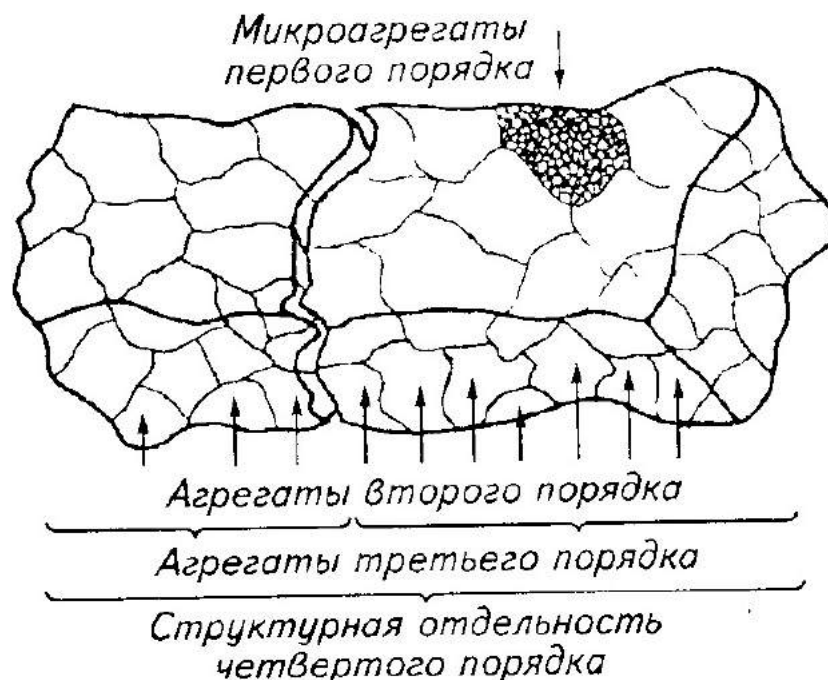 Микроагрегаты
первого порядка
Агрегаты второго порядка
Агрегаты третьего порядка
Структурная отдельность
четвертого порядка